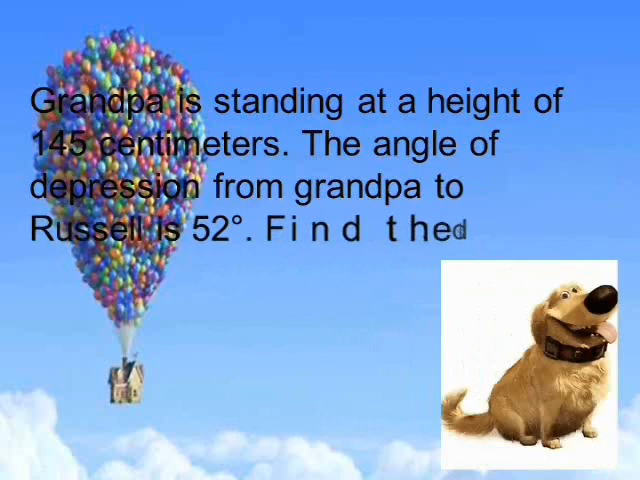 Grandpa is standing at a height of
145 centimeters. The angle of
depression from grandpa to
Russell is 52°. Find the